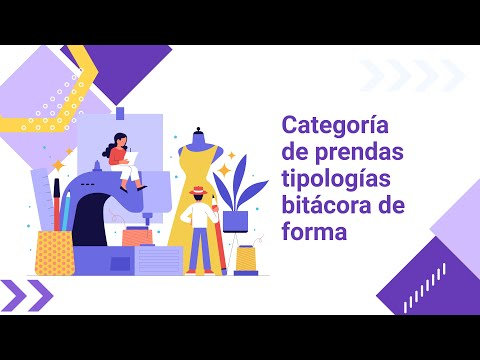 Categoría
de prendas
tipologías
bitácora de
forma